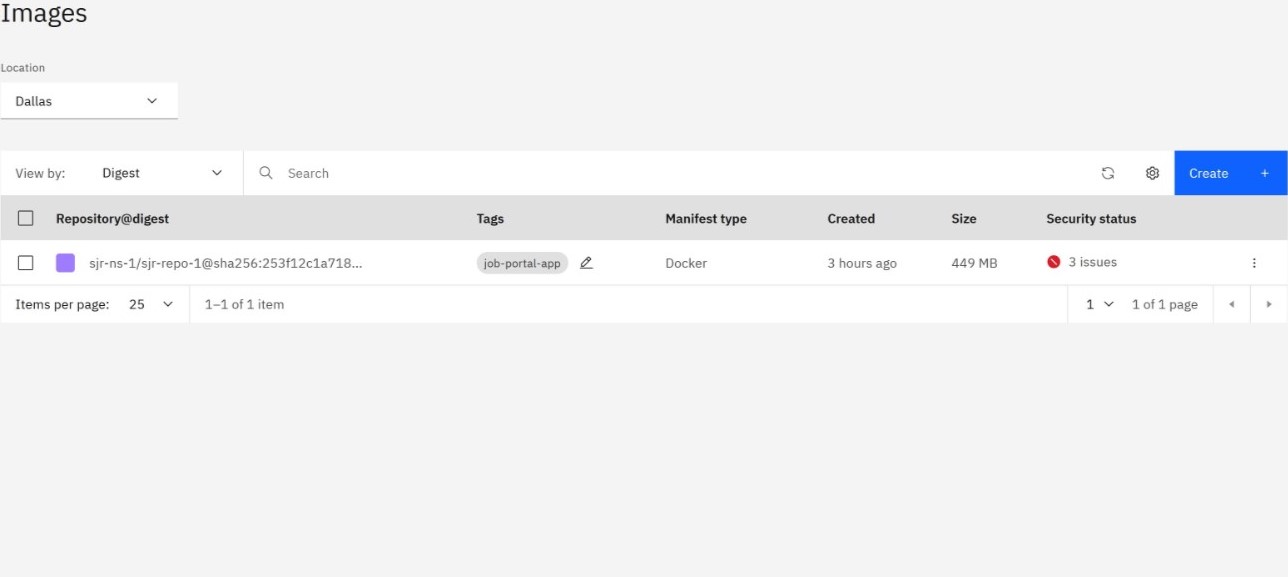 Images
Location
Dallas
View by: Digest Search Create +
Repository@digest Tags Manifest type Created Size Security status
sjr-ns-1/sjr-repo-1@sha256:253f12c1a718... job-portal-app Docker 3 hours ago 449 MB 3 issues
Items per page: 25 1–1 of 1 item 1 1 of 1 page